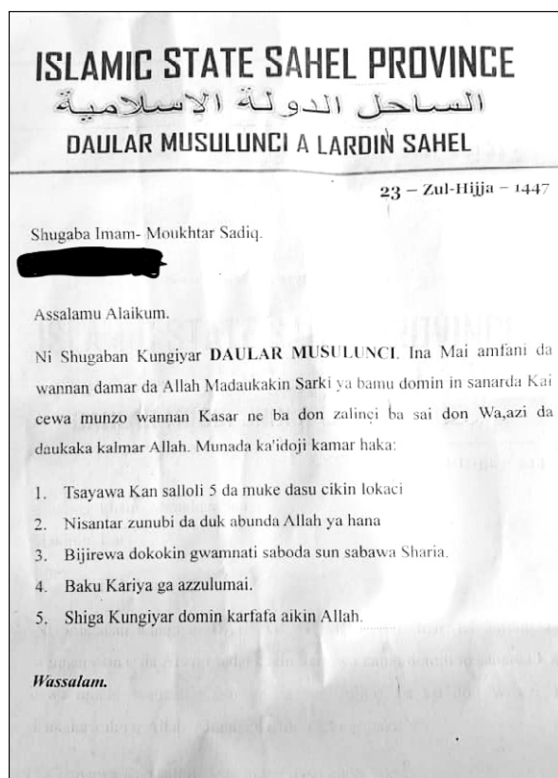 ISLAMIC STATE SAHEL PROVINCE
الساحل الدولة الإسلامية
DAULAR MUSULUNCI A LARDIN SAHEL
23 – Zul-Hijja – 1447
Shugaba Imam- Moukhtar Sadiq.
Assalamu Alaikum.
Ni Shugaban Kungiyar DAULAR MUSULUNCI. Ina Mai amfani da
wannan damar da Allah Madaukakin Sarki ya bamu domin in sanarda Kai
cewa munzo wannan Kasar ne ba don zalinci ba sai don Wa,azi da
daukaka kalmar Allah. Munada ka'idoji kamar haka:
1. Tsayawa Kan salloli 5 da muke dasu cikin lokaci
2. Nisantar zunubi da duk abunda Allah ya hana
3. Bijirewa dokokin gwamnati saboda sun sabawa Sharia.
4. Baku Kariya ga azzulumai.
5. Shiga Kungiyar domin karfafa aikin Allah.
Wassalam.